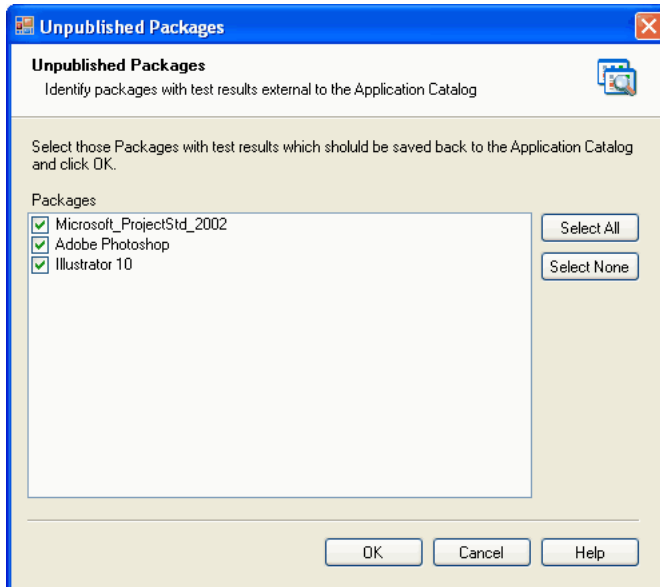 Unpublished Packages
Unpublished Packages
Identify packages with test results external to the Application Catalog
Select those Packages with test results which sholuld be saved back to the Application Catalog
and click OK.
Packages
Microsoft_ProjectStd_2002
Adobe Photoshop
Illustrator 10
Select All
Select None
OK
Cancel
Help